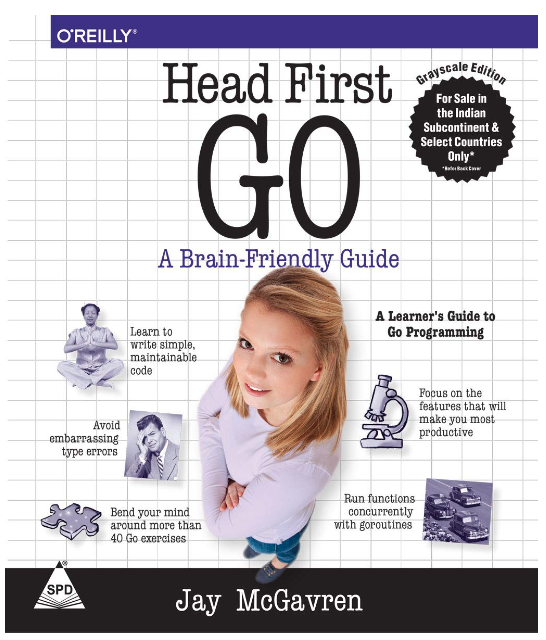 O'REILLY®
Head First
Go
A Brain-Friendly Guide
Grayscale Edition
For Sale in
the Indian
Subcontinent &
Select Countries
Only*
*Refer Back Cover
A Learner's Guide to
Go Programming
Learn to
write simple,
maintainable
code
Focus on the
features that will
make you most
productive
Avoid
embarrassing
type errors
Bend your mind
around more than
40 Go exercises
Run functions
concurrently
with goroutines
®
SPD
Jay McGavren